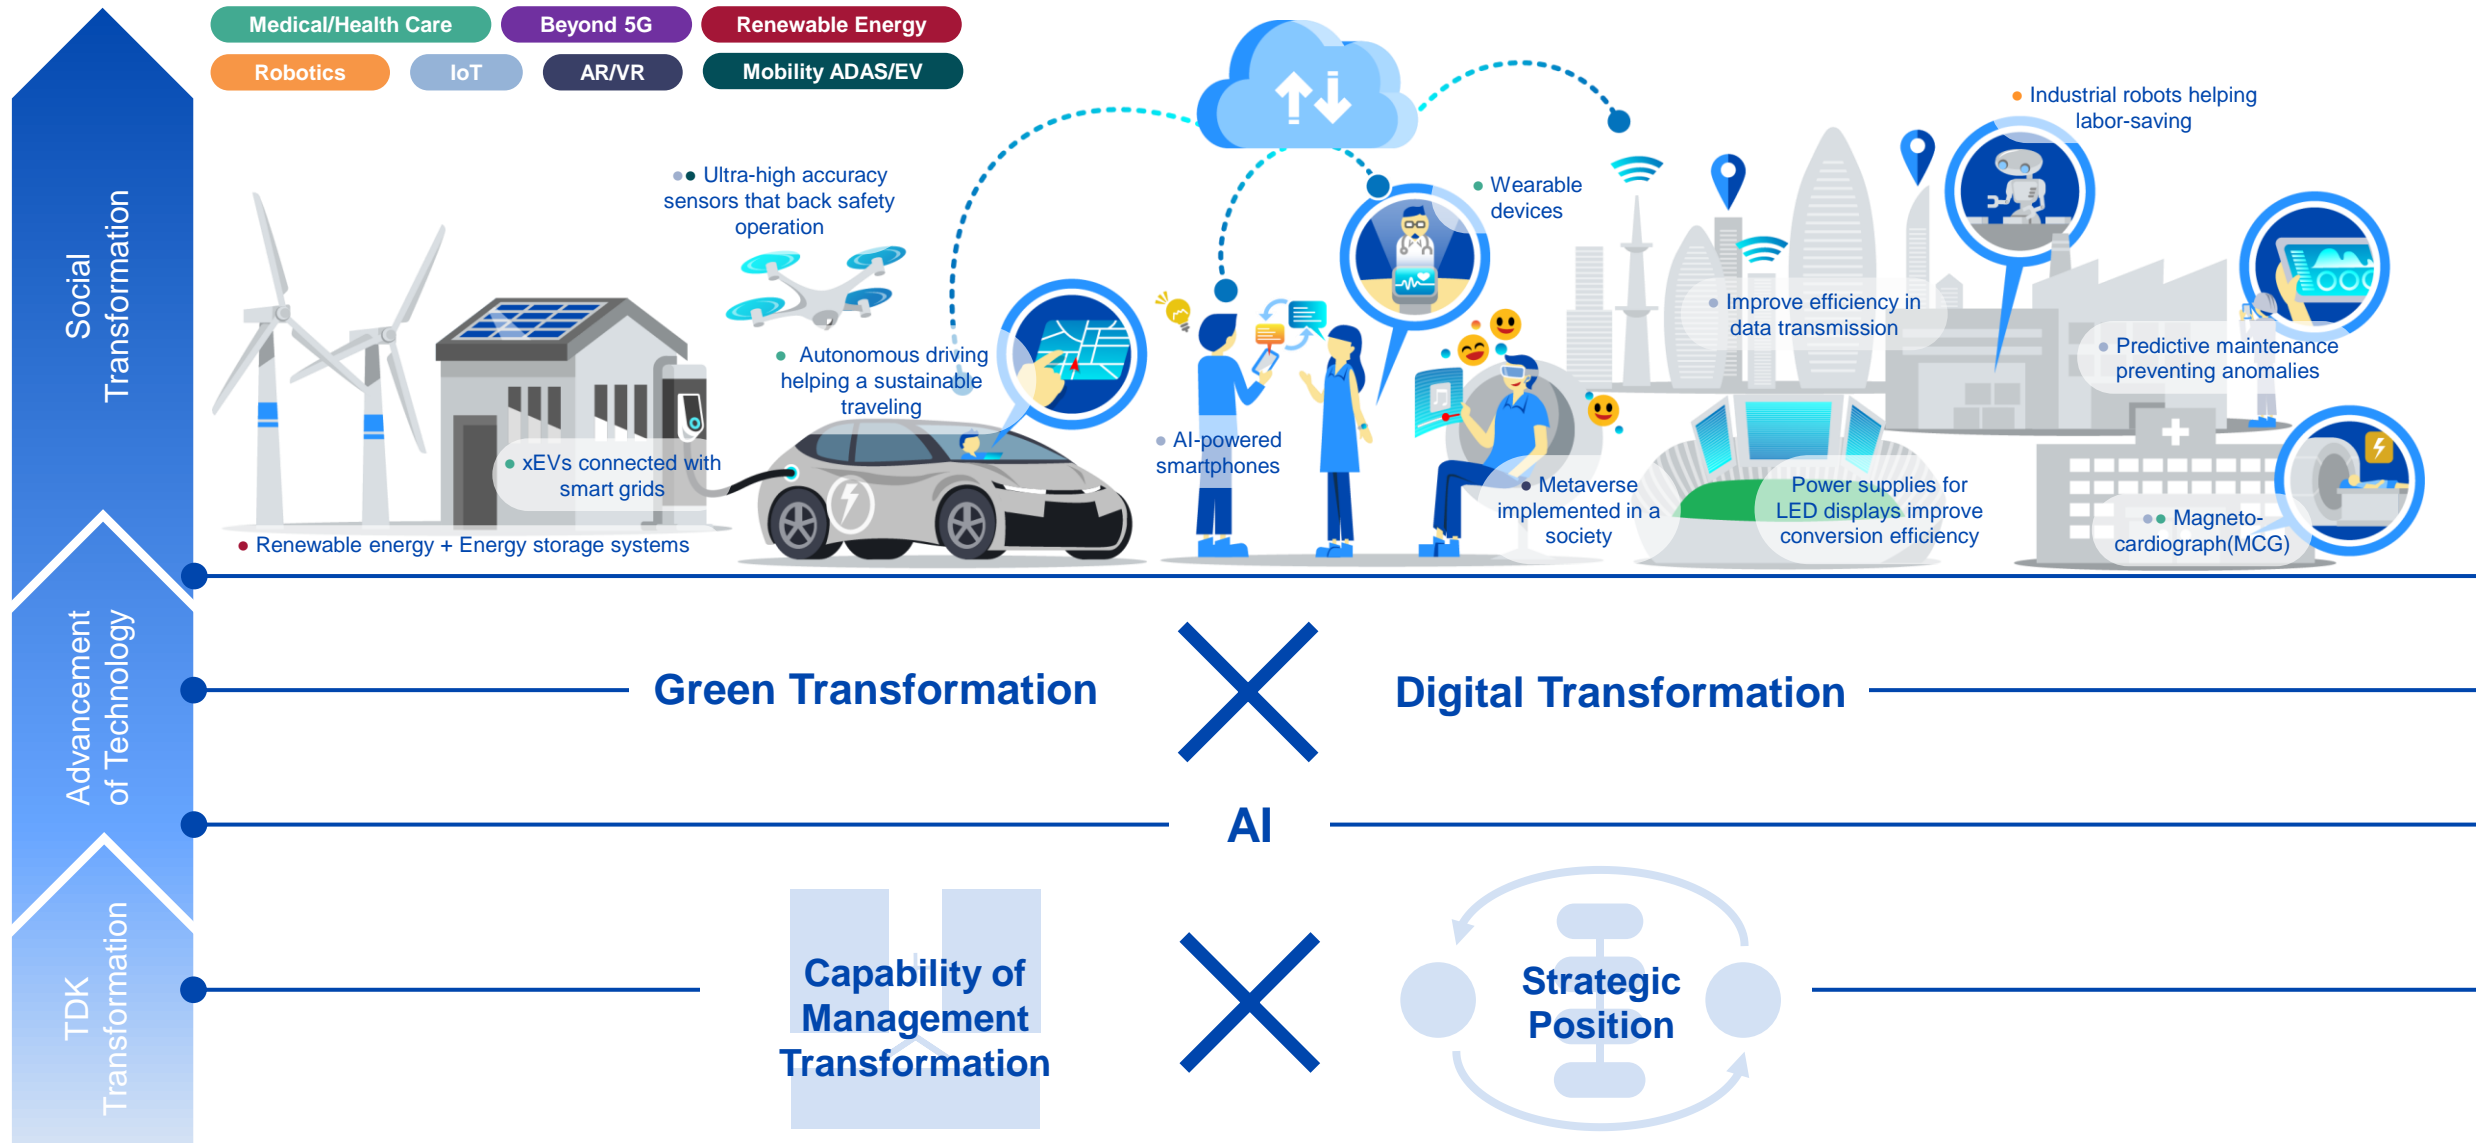 Medical/Health Care
Beyond 5G
Renewable Energy
Robotics
IoT
AR/VR
Mobility ADAS/EV
Social
Transformation
Ultra-high accuracy
sensors that back safety
operation
Autonomous driving
helping a sustainable
traveling
xEVs connected with
smart grids
Renewable energy + Energy storage systems
Wearable
devices
AI-powered
smartphones
Metaverse
implemented in a
society
Industrial robots helping
labor-saving
Improve efficiency in
data transmission
Predictive maintenance
preventing anomalies
Power supplies for
LED displays improve
conversion efficiency
Magneto-
cardiograph(MCG)
Advancement
of Technology
Green Transformation
Digital Transformation
AI
TDK
Transformation
Capability of
Management
Transformation
Strategic
Position